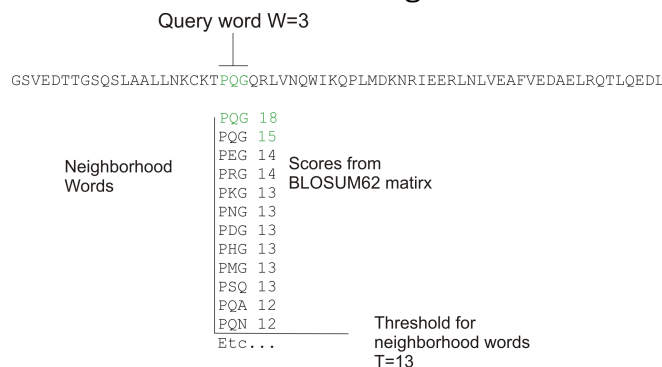 Query word W=3
GSVEDTTGSQSLAALLNKCKTPQGQRLVNQWIKQPLMDKNRIEERLNLVEAFVEDAELRQTLQEDL
PQG 18
PQG 15
PEG 14
PRG 14
PKG 13
PNG 13
PDG 13
PHG 13
PMG 13
PSQ 13
PQA 12
PQN 12
Etc...
Neighborhood
Words
Scores from
BLOSUM62 matirx
Threshold for
neighborhood words
T=13